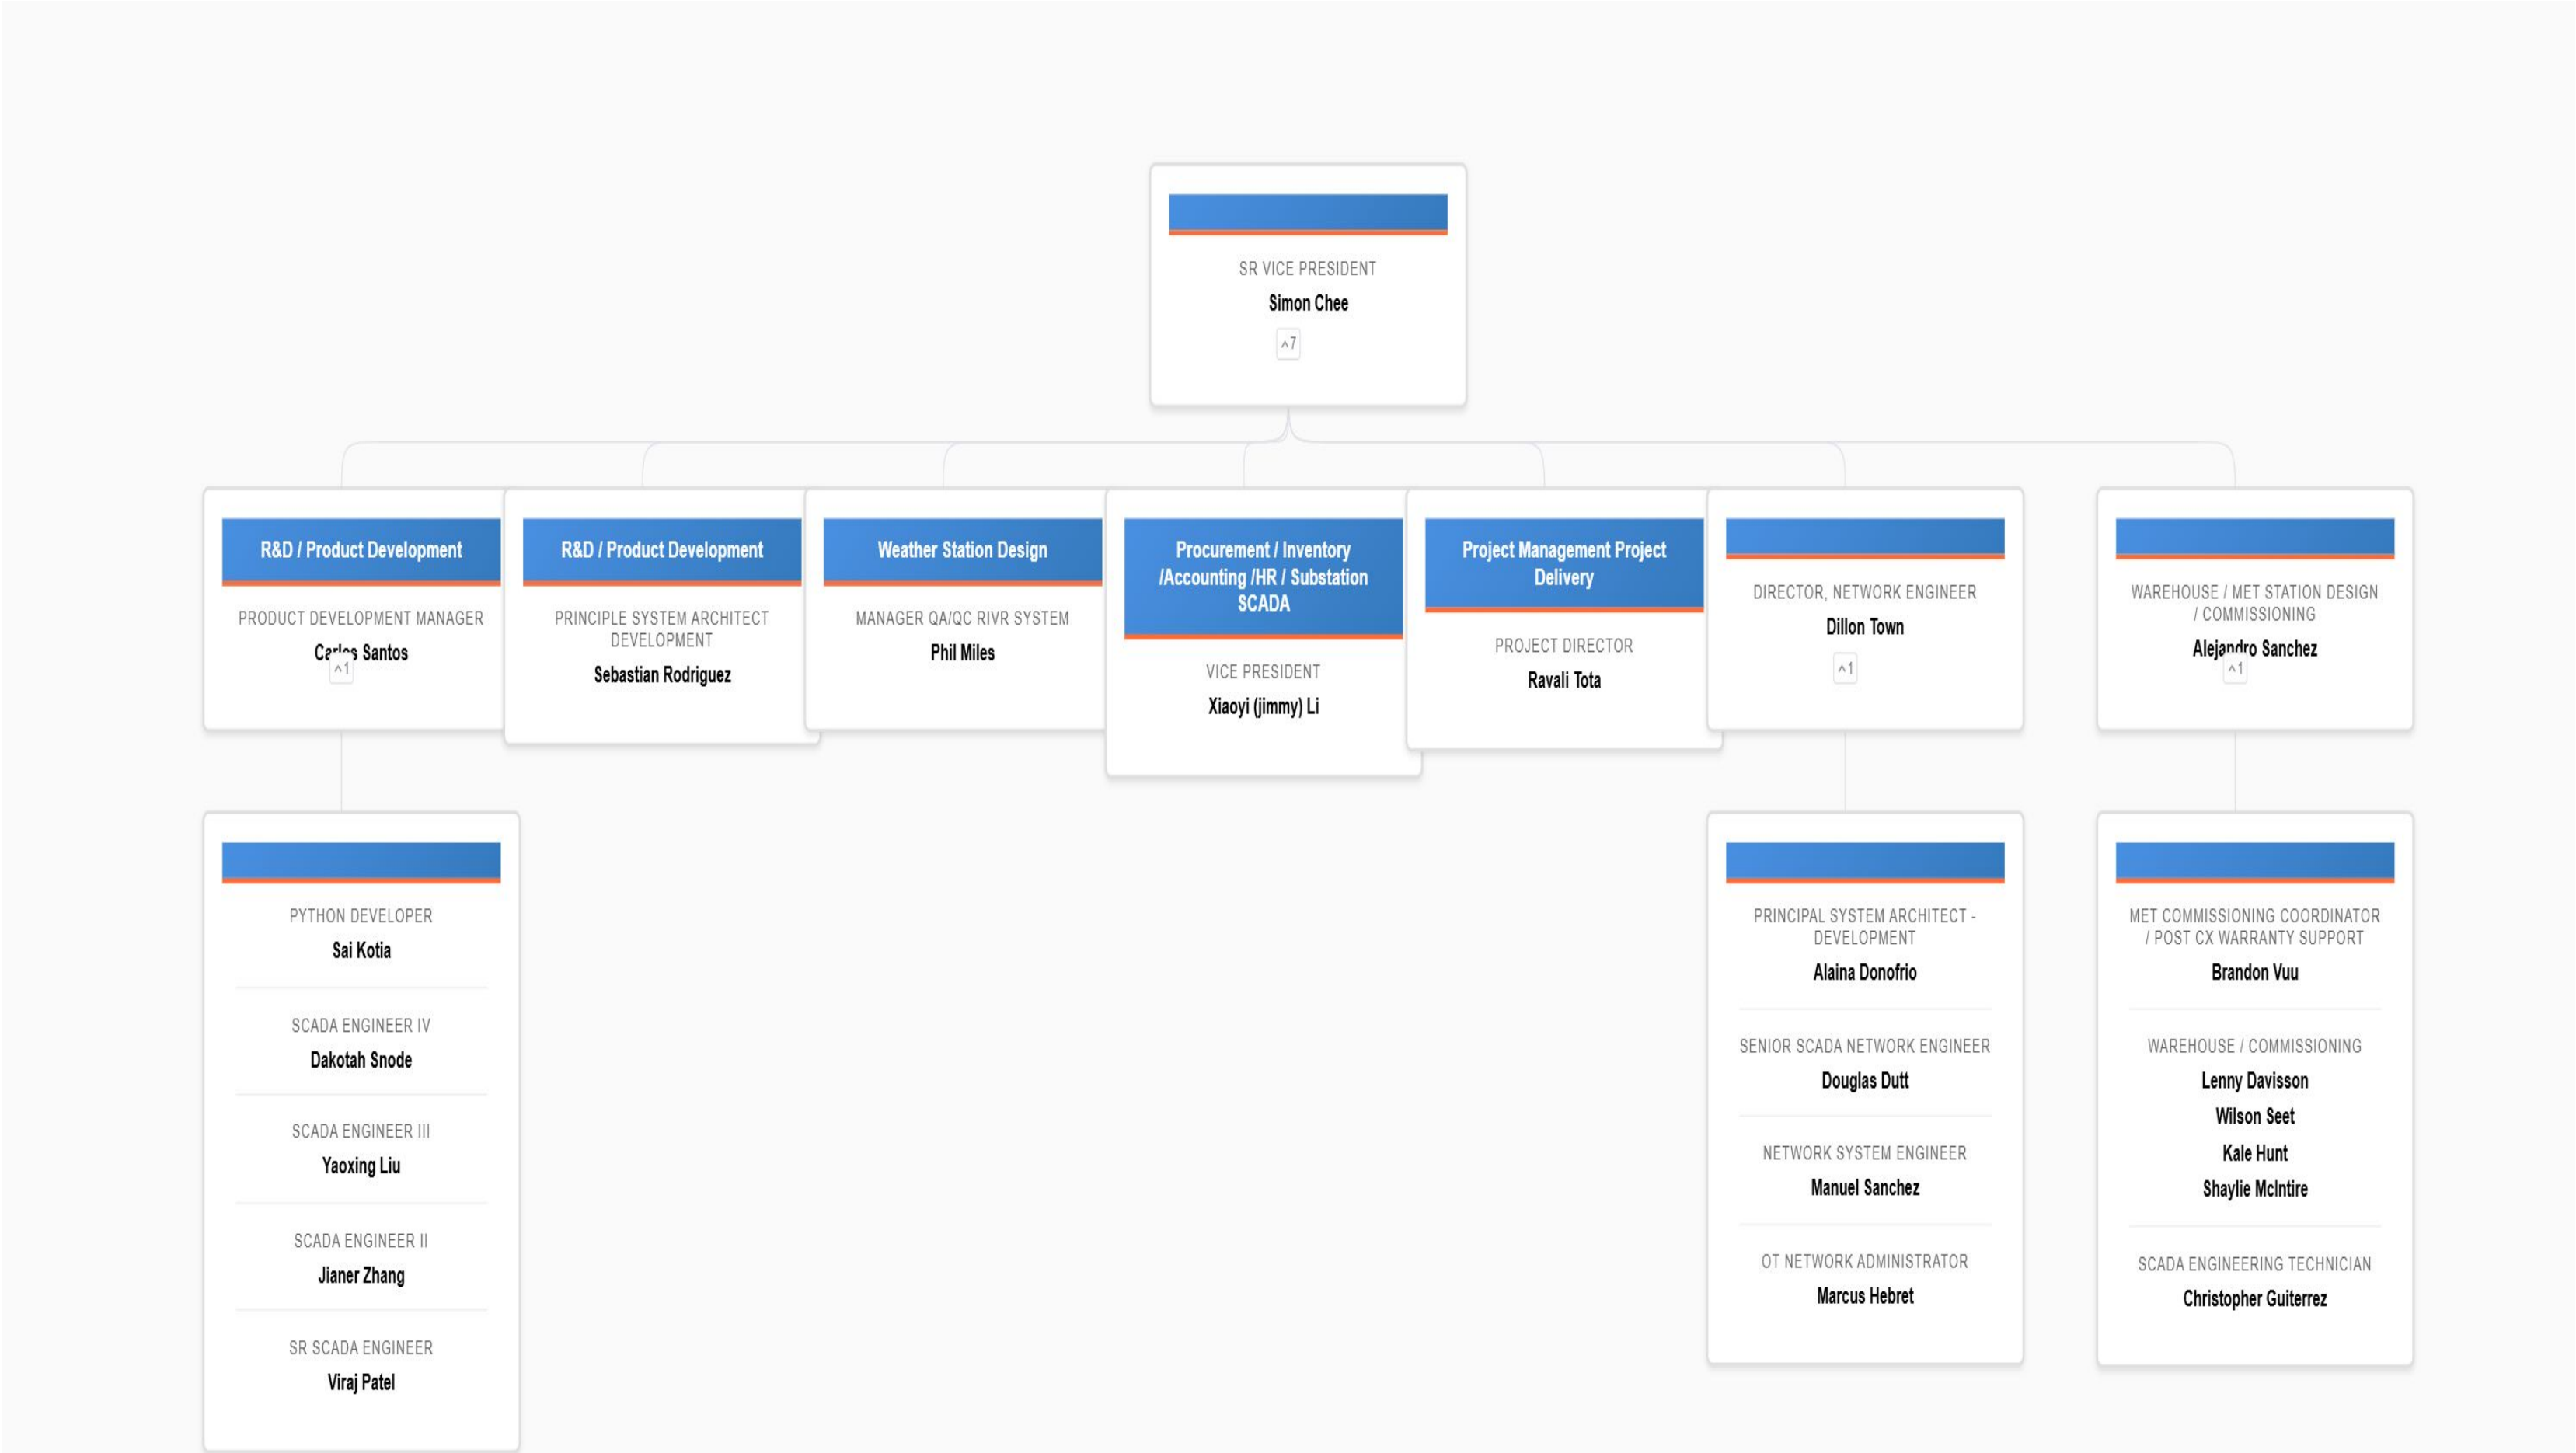 SR VICE PRESIDENT
Simon Chee
^7
R&D / Product Development
PRODUCT DEVELOPMENT MANAGER
Carlos Santos
^1
R&D / Product Development
PRINCIPLE SYSTEM ARCHITECT
DEVELOPMENT
Sebastian Rodriguez
Weather Station Design
MANAGER QA/QC RIVR SYSTEM
Phil Miles
Procurement / Inventory
/Accounting /HR / Substation
SCADA
VICE PRESIDENT
Xiaoyi (jimmy) Li
Project Management Project
Delivery
PROJECT DIRECTOR
Ravali Tota
DIRECTOR, NETWORK ENGINEER
Dillon Town
^1
WAREHOUSE / MET STATION DESIGN
/ COMMISSIONING
Alejandro Sanchez
^1
PYTHON DEVELOPER
Sai Kotia
SCADA ENGINEER IV
Dakotah Snode
SCADA ENGINEER III
Yaoxing Liu
SCADA ENGINEER II
Jianer Zhang
SR SCADA ENGINEER
Viraj Patel
PRINCIPAL SYSTEM ARCHITECT -
DEVELOPMENT
Alaina Donofrio
SENIOR SCADA NETWORK ENGINEER
Douglas Dutt
NETWORK SYSTEM ENGINEER
Manuel Sanchez
OT NETWORK ADMINISTRATOR
Marcus Hebret
MET COMMISSIONING COORDINATOR
/ POST CX WARRANTY SUPPORT
Brandon Vuu
WAREHOUSE / COMMISSIONING
Lenny Davisson
Wilson Seet
Kale Hunt
Shaylie McIntire
SCADA ENGINEERING TECHNICIAN
Christopher Guiterrez